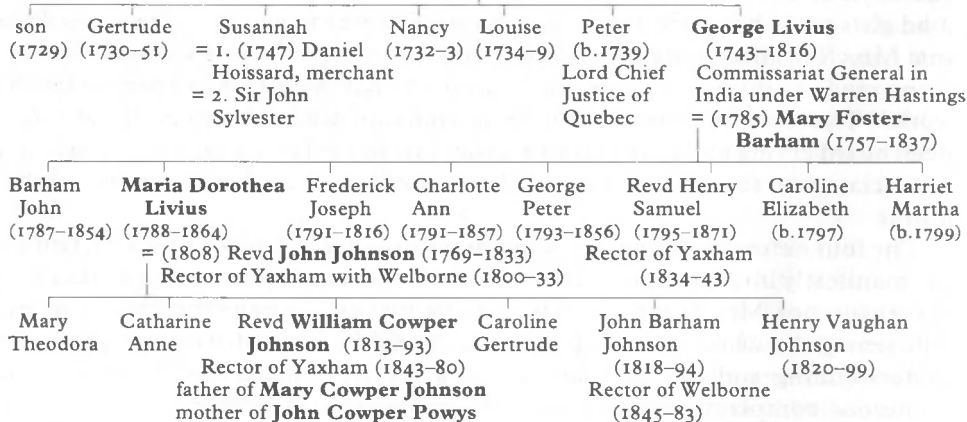 son Gertrude Susannah Nancy Louise Peter George Livius
(1729) (1730–51) = 1. (1747) Daniel (1732–3) (1734–9) (b.1739) (1743–1816)
Hoissard, merchant Lord Chief Commissariat General in
= 2. Sir John Justice of India under Warren Hastings
Sylvester Quebec = (1785) Mary Foster-
Barham (1757–1837)
Barham Maria Dorothea Frederick Charlotte George Revd Henry Caroline Harriet
John Livius Joseph Ann Peter Samuel Elizabeth Martha
(1787–1854) (1788–1864) (1791–1816) (1791–1857) (1793–1856) (1795–1871) (b.1797) (b.1799)
= (1808) Revd John Johnson (1769–1833) Rector of Yaxham
Rector of Yaxham with Welborne (1800–33) (1834–43)
Mary Catharine Revd William Cowper Caroline John Barham Henry Vaughan
Theodora Anne Johnson (1813–93) Gertrude Johnson Johnson
Rector of Yaxham (1843–80) (1818–94) (1820–99)
father of Mary Cowper Johnson Rector of Welborne
mother of John Cowper Powys (1845–83)